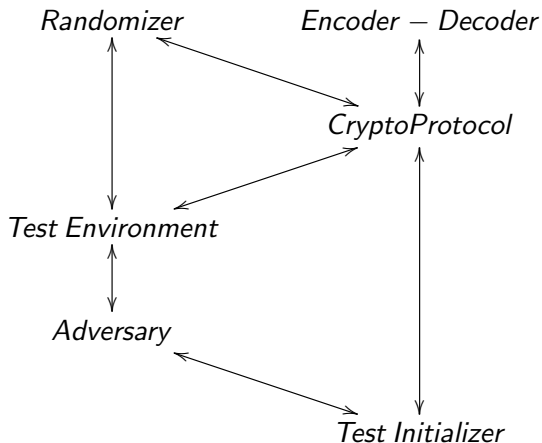 Randomizer
Encoder − Decoder
CryptoProtocol
Test Environment
Adversary
Test Initializer